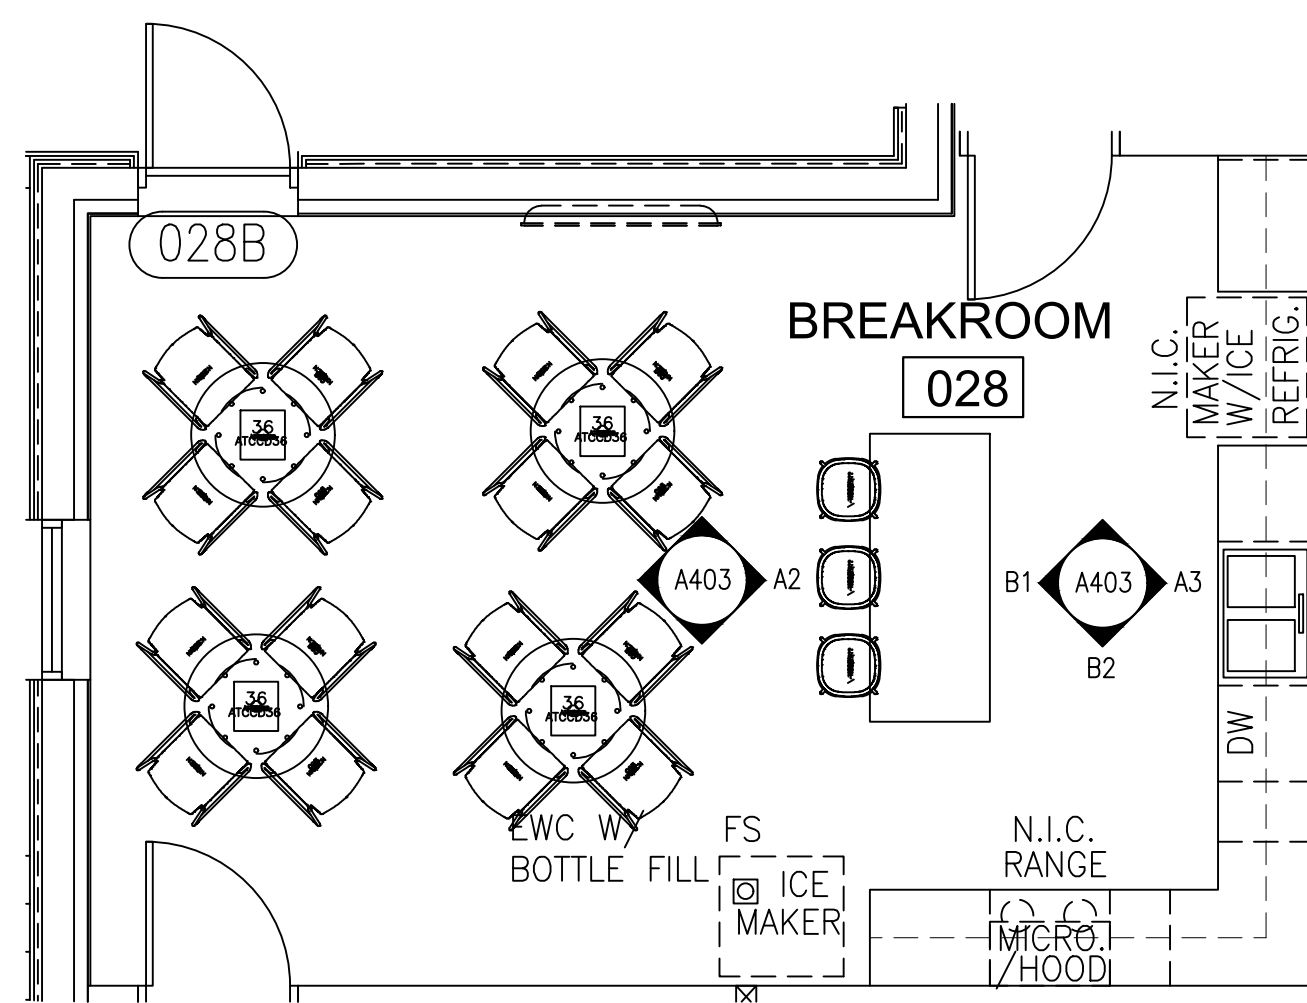 028B
BREAKROOM
028
N.I.C.
MAKER
W/ICE
REFRIG.
36
ATCCD36
36
ATCCD36
A403
A2
B1
A403
A3
B2
36
ATCCD36
36
ATCCD36
DW
EWC W/
BOTTLE FILL
FS
ICE
MAKER
N.I.C.
RANGE
MICRO.
/HOOD